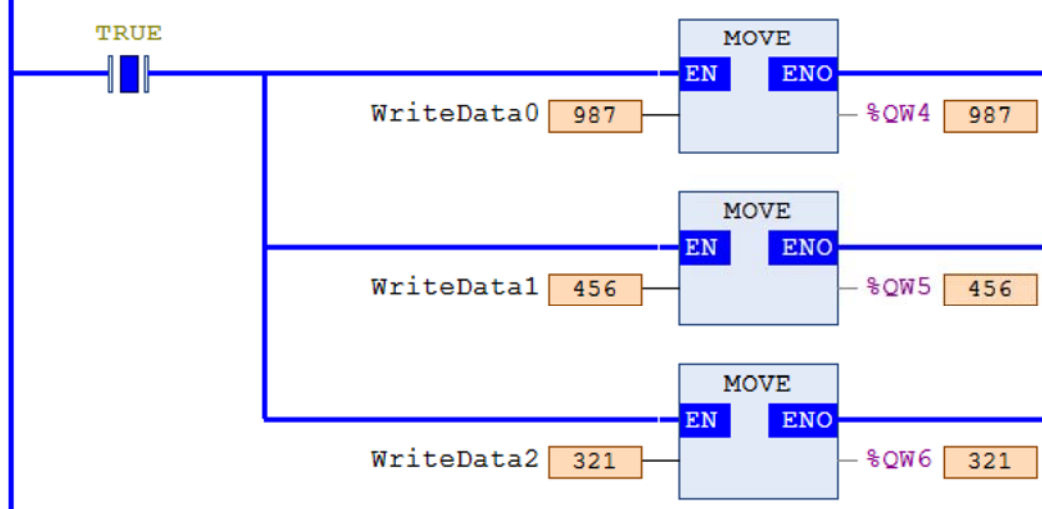 TRUE
MOVE
EN ENO
WriteData0 987 %QW4 987
MOVE
EN ENO
WriteData1 456 %QW5 456
MOVE
EN ENO
WriteData2 321 %QW6 321